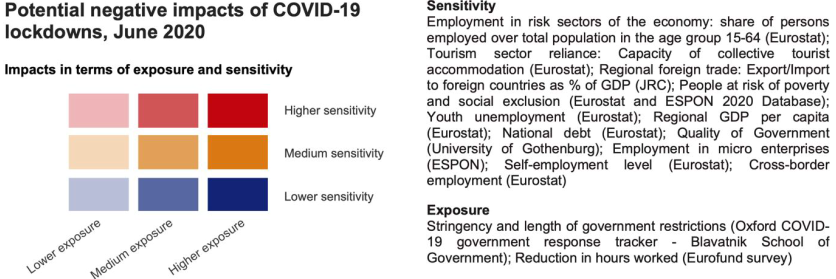 Potential negative impacts of COVID-19
lockdowns, June 2020
Impacts in terms of exposure and sensitivity
Higher sensitivity
Medium sensitivity
Lower sensitivity
Lower exposure
Medium exposure
Higher exposure
Sensitivity
Employment in risk sectors of the economy: share of persons
employed over total population in the age group 15-64 (Eurostat);
Tourism sector reliance: Capacity of collective tourist
accommodation (Eurostat); Regional foreign trade: Export/Import
to foreign countries as % of GDP (JRC); People at risk of poverty
and social exclusion (Eurostat and ESPON 2020 Database);
Youth unemployment (Eurostat); Regional GDP per capita
(Eurostat); National debt (Eurostat); Quality of Government
(University of Gothenburg); Employment in micro enterprises
(ESPON); Self-employment level (Eurostat); Cross-border
employment (Eurostat)
Exposure
Stringency and length of government restrictions (Oxford COVID-
19 government response tracker - Blavatnik School of
Government); Reduction in hours worked (Eurofund survey)